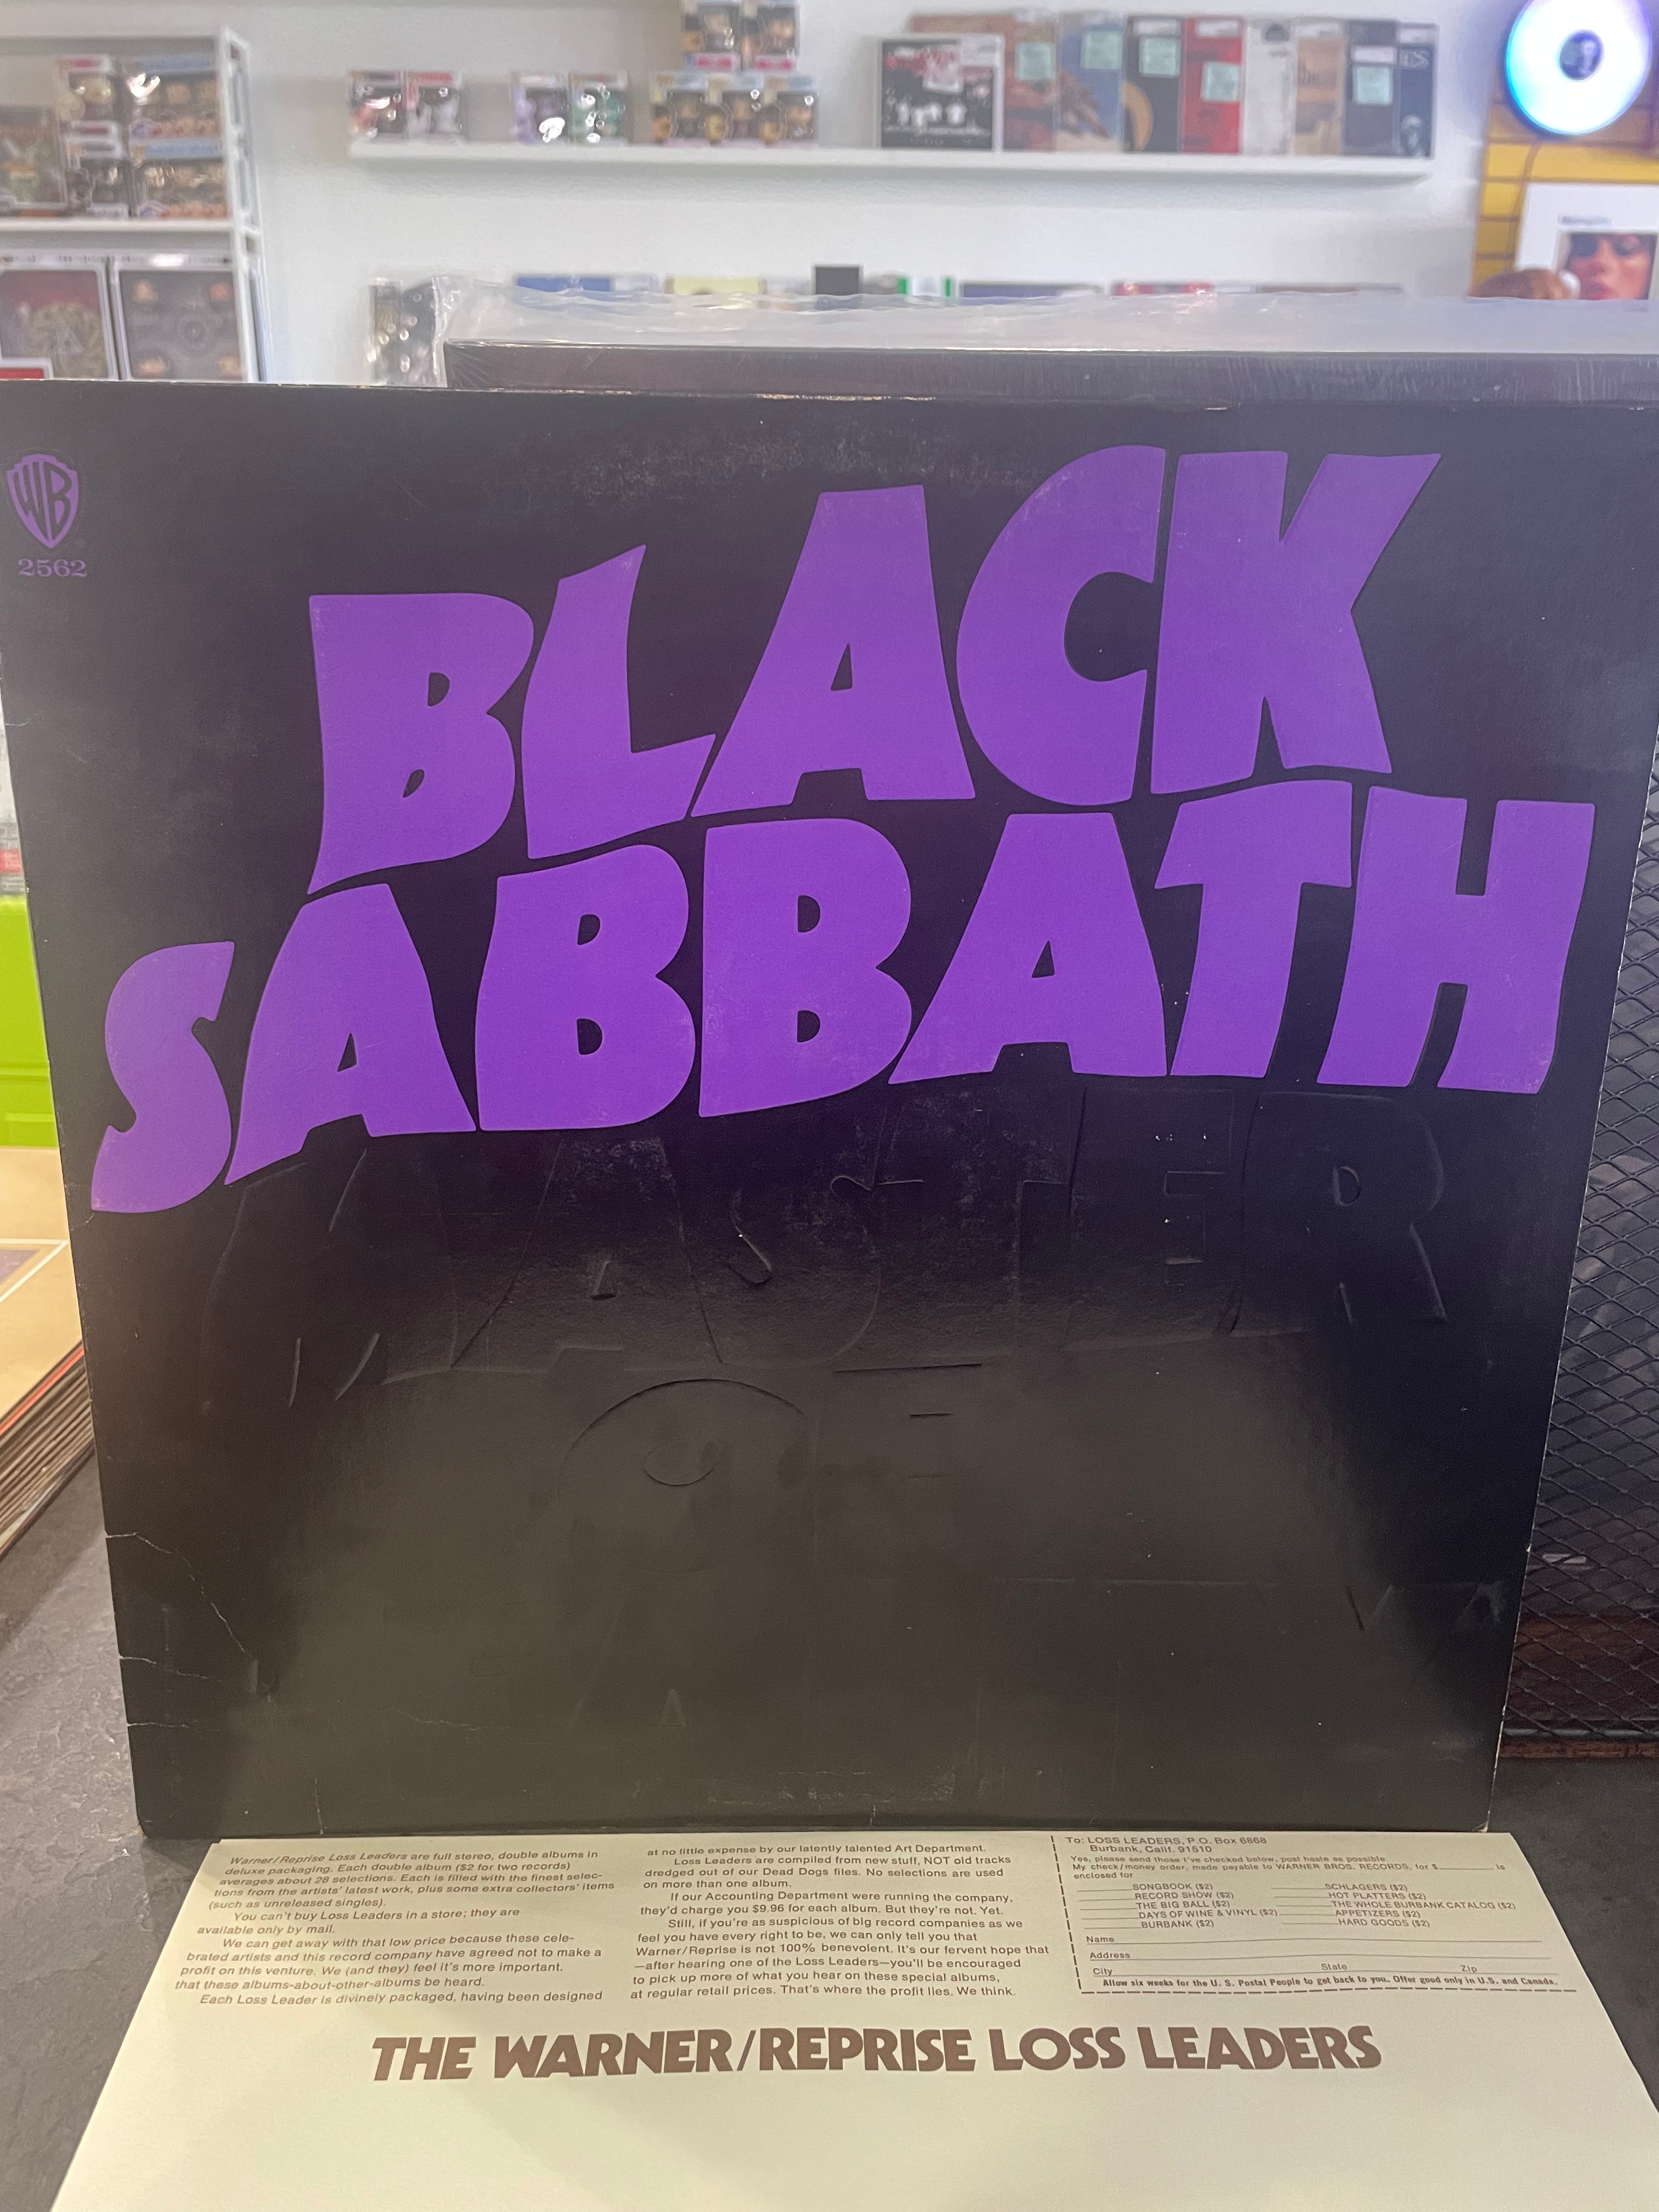 WB
2562
BLACK
SABBATH
MASTER
OF
Warner/Reprise Loss Leaders are full stereo, double albums in
deluxe packaging. Each double album ($2 for two records)
averages about 28 selections. Each is filled with the finest selec-
tions from the artists' latest work, plus some extra collectors' items
(such as unreleased singles).
You can't buy Loss Leaders in a store; they are
available only by mail.
We can get away with that low price because these cele-
brated artists and this record company have agreed not to make a
profit on this venture. We (and they) feel it's more important.
that these albums-about-other-albums be heard.
Each Loss Leader is divinely packaged, having been designed
at no little expense by our latently talented Art Department.
Loss Leaders are compiled from new stuff, NOT old tracks
dredged out of our Dead Dogs files. No selections are used
on more than one album.
If our Accounting Department were running the company,
they'd charge you $9.96 for each album. But they're not. Yet.
Still, if you're as suspicious of big record companies as we
feel you have every right to be, we can only tell you that
Warner/Reprise is not 100% benevolent. It's our fervent hope that
—after hearing one of the Loss Leaders—you'll be encouraged
to pick up more of what you hear on these special albums,
at regular retail prices. That's where the profit lies. We think.
To: LOSS LEADERS, P.O. Box 6868
Burbank, Calif. 91510
Yes, please send those I've checked below, post haste as possible.
My check/money order, made payable to WARNER BROS. RECORDS, for $ is
enclosed for
SONGBOOK ($2)
RECORD SHOW ($2)
THE BIG BALL ($2)
DAYS OF WINE & VINYL ($2)
BURBANK ($2)
SCHLAGERS ($2)
HOT PLATTERS ($2)
THE WHOLE BURBANK CATALOG ($2)
APPETIZERS ($2)
HARD GOODS ($2)
Name
Address
City State Zip
Allow six weeks for the U. S. Postal People to get back to you. Offer good only in U.S. and Canada.
THE WARNER/REPRISE LOSS LEADERS